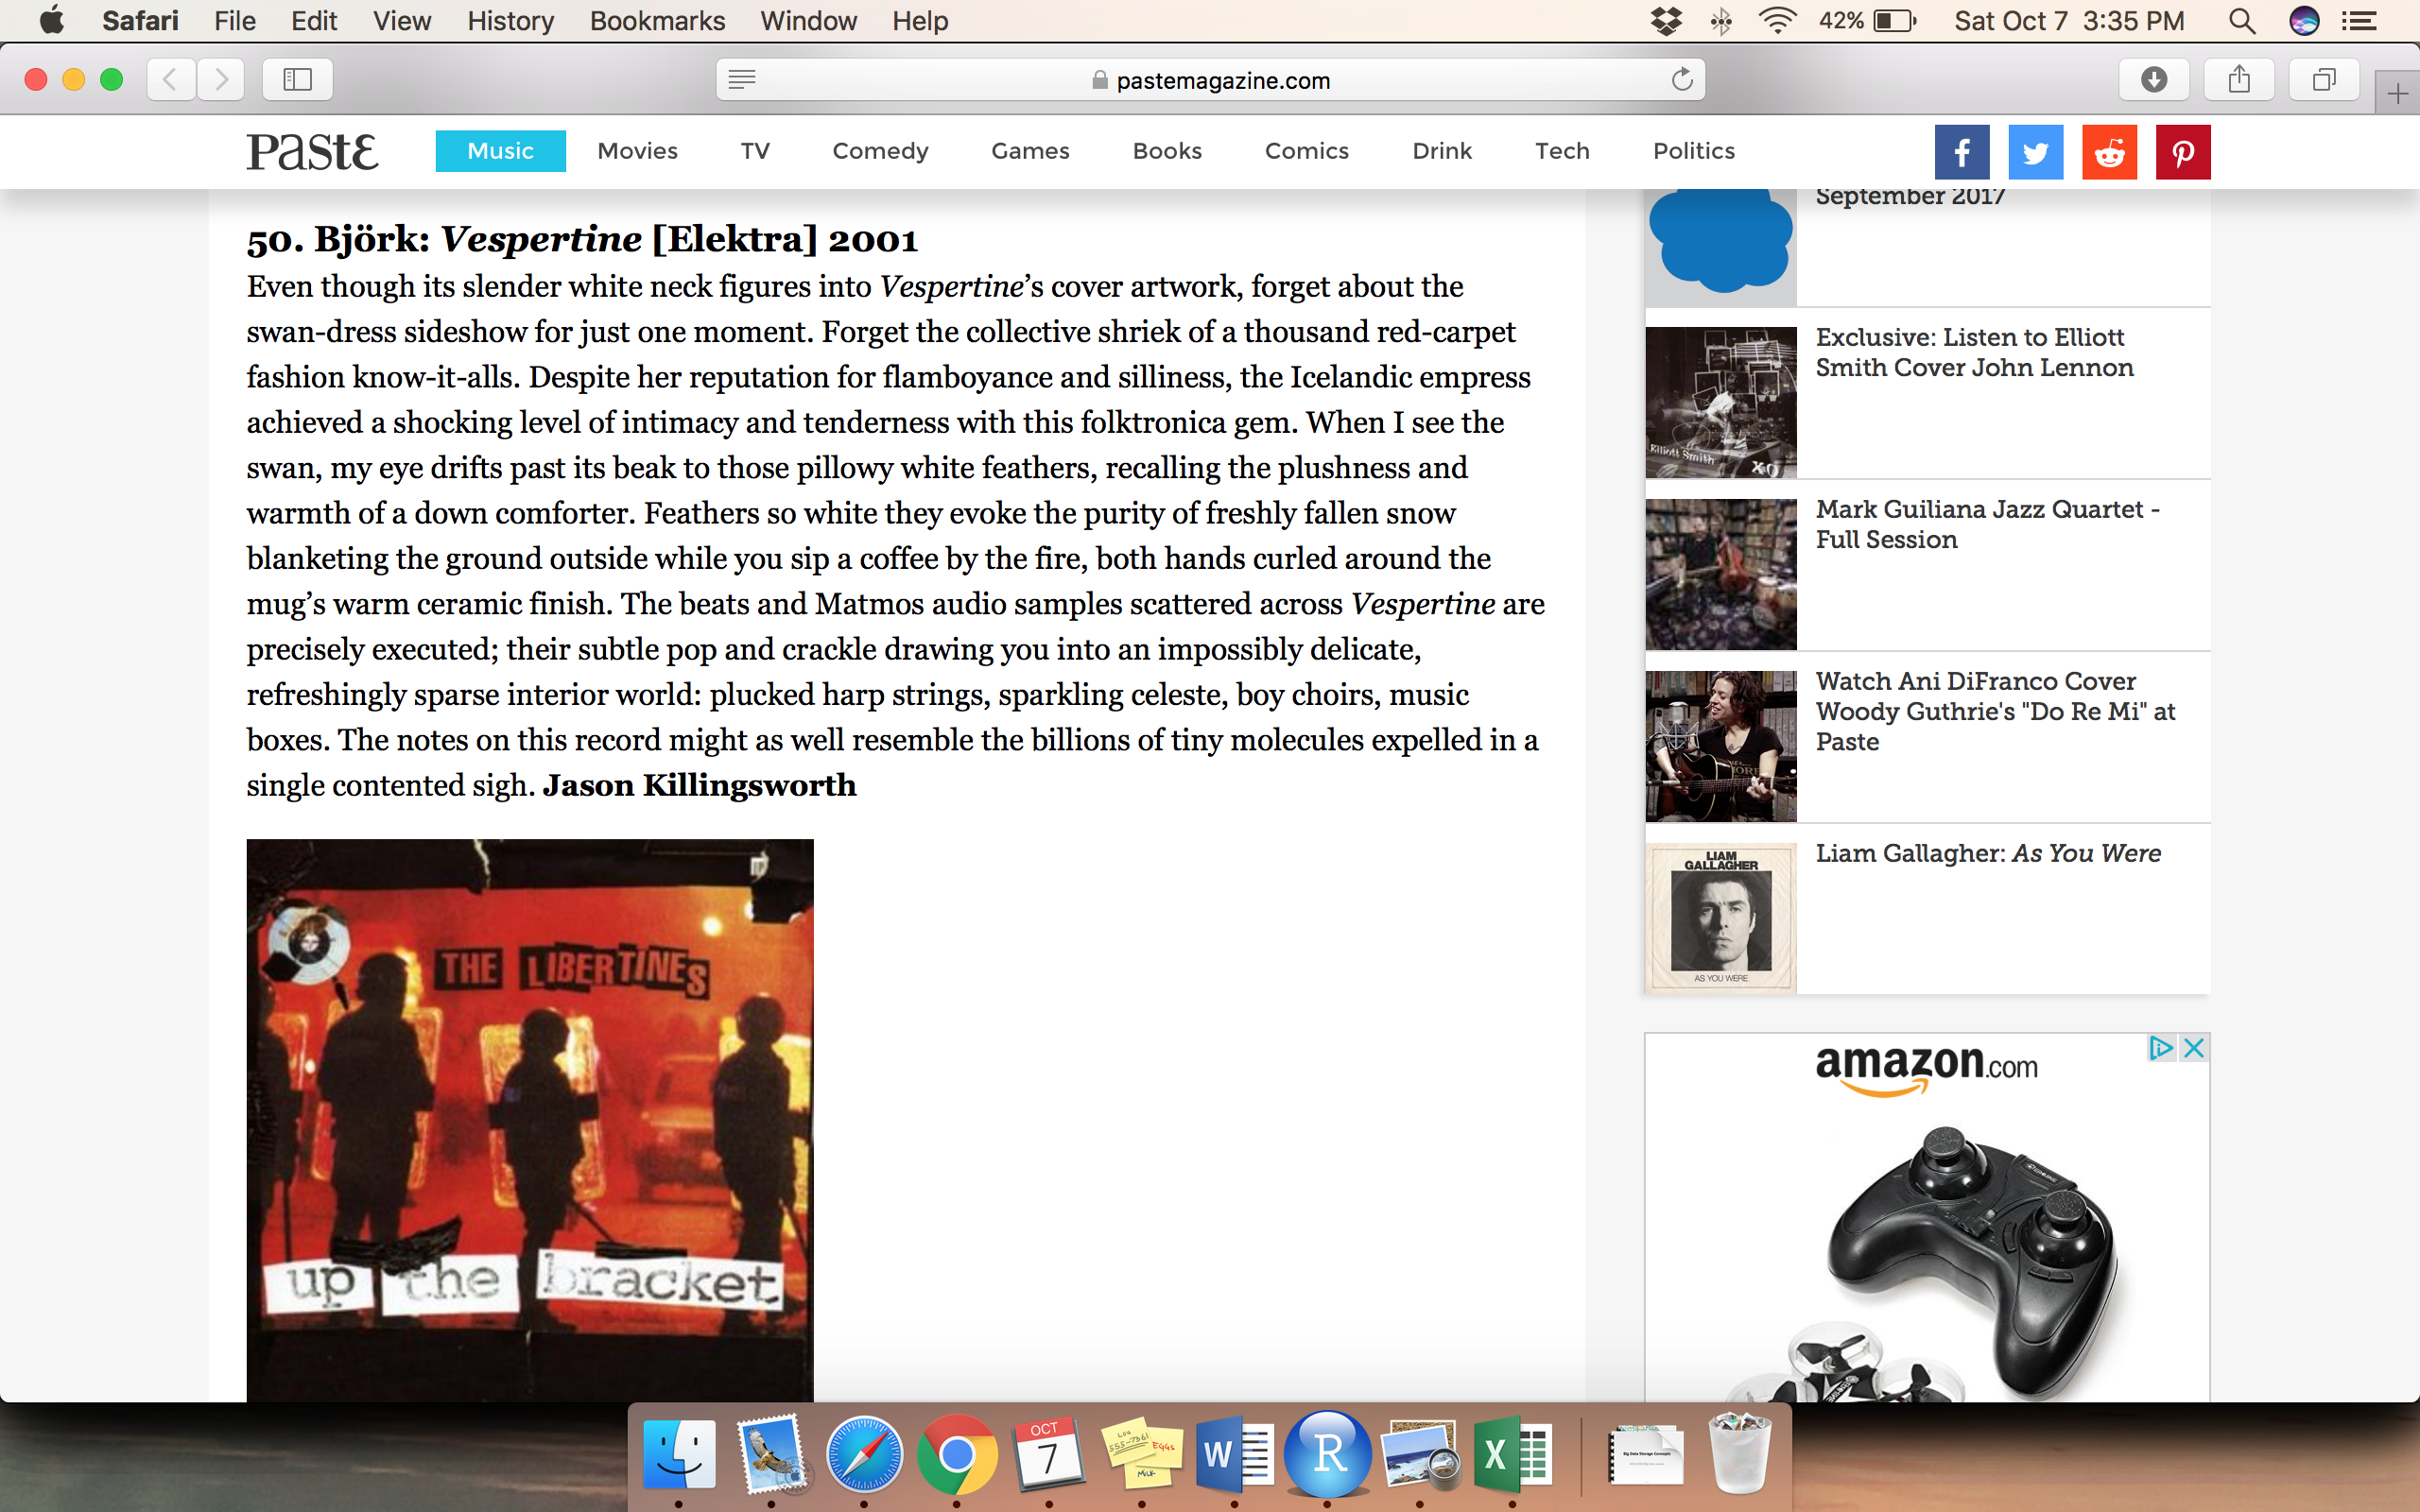 Safari File Edit View History Bookmarks Window Help 42% Sat Oct 7 3:35 PM
pastemagazine.com
Paste Music Movies TV Comedy Games Books Comics Drink Tech Politics
50. Björk: Vespertine [Elektra] 2001
Even though its slender white neck figures into Vespertine’s cover artwork, forget about the
swan-dress sideshow for just one moment. Forget the collective shriek of a thousand red-carpet
fashion know-it-alls. Despite her reputation for flamboyance and silliness, the Icelandic empress
achieved a shocking level of intimacy and tenderness with this folktronica gem. When I see the
swan, my eye drifts past its beak to those pillowy white feathers, recalling the plushness and
warmth of a down comforter. Feathers so white they evoke the purity of freshly fallen snow
blanketing the ground outside while you sip a coffee by the fire, both hands curled around the
mug’s warm ceramic finish. The beats and Matmos audio samples scattered across Vespertine are
precisely executed; their subtle pop and crackle drawing you into an impossibly delicate,
refreshingly sparse interior world: plucked harp strings, sparkling celeste, boy choirs, music
boxes. The notes on this record might as well resemble the billions of tiny molecules expelled in a
single contented sigh. Jason Killingsworth
THE LIBERTINES
up the bracket
September 2017
Exclusive: Listen to Elliott
Smith Cover John Lennon
Elliott Smith XO
Mark Guiliana Jazz Quartet -
Full Session
Watch Ani DiFranco Cover
Woody Guthrie's "Do Re Mi" at
Paste
Liam Gallagher: As You Were
LIAM
GALLAGHER
AS YOU WERE
amazon.com
OCT
7
Lou
555-7361
EGGS
MILK
W
R
X
Big Data Storage Concepts